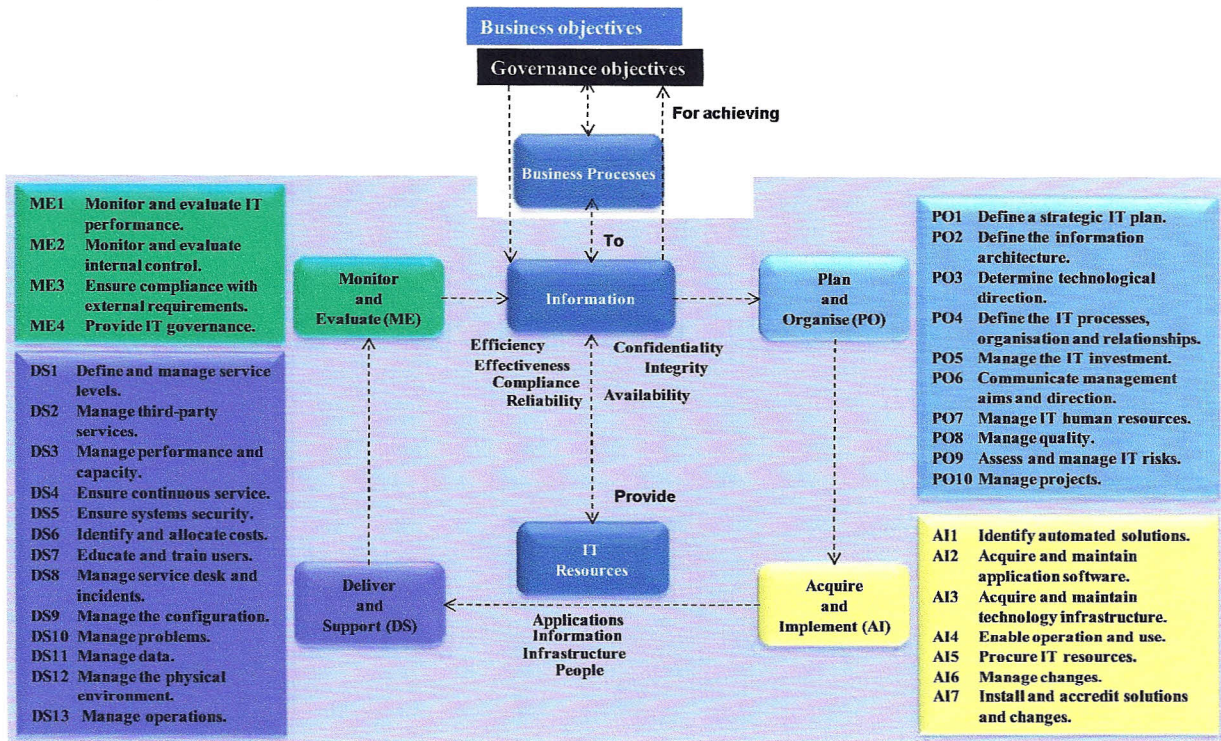 Business objectives
Governance objectives
For achieving
Business Processes
To
ME1 Monitor and evaluate IT
performance.
ME2 Monitor and evaluate
internal control.
ME3 Ensure compliance with
external requirements.
ME4 Provide IT governance.
Monitor
and
Evaluate (ME)
Information
Plan
and
Organise (PO)
PO1 Define a strategic IT plan.
PO2 Define the information
architecture.
PO3 Determine technological
direction.
PO4 Define the IT processes,
organisation and relationships.
PO5 Manage the IT investment.
PO6 Communicate management
aims and direction.
PO7 Manage IT human resources.
PO8 Manage quality.
PO9 Assess and manage IT risks.
PO10 Manage projects.
Efficiency
Effectiveness
Compliance
Reliability
Confidentiality
Integrity
Availability
DS1 Define and manage service
levels.
DS2 Manage third-party
services.
DS3 Manage performance and
capacity.
DS4 Ensure continuous service.
DS5 Ensure systems security.
DS6 Identify and allocate costs.
DS7 Educate and train users.
DS8 Manage service desk and
incidents.
DS9 Manage the configuration.
DS10 Manage problems.
DS11 Manage data.
DS12 Manage the physical
environment.
DS13 Manage operations.
Provide
IT
Resources
Deliver
and
Support (DS)
Applications
Information
Infrastructure
People
Acquire
and
Implement (AI)
AI1 Identify automated solutions.
AI2 Acquire and maintain
application software.
AI3 Acquire and maintain
technology infrastructure.
AI4 Enable operation and use.
AI5 Procure IT resources.
AI6 Manage changes.
AI7 Install and accredit solutions
and changes.